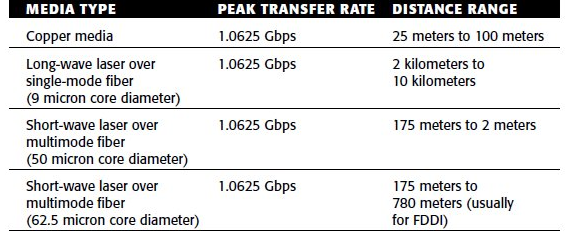 MEDIA TYPE PEAK TRANSFER RATE DISTANCE RANGE
Copper media 1.0625 Gbps 25 meters to 100 meters
Long-wave laser over 1.0625 Gbps 2 kilometers to
single-mode fiber 10 kilometers
(9 micron core diameter)
Short-wave laser over 1.0625 Gbps 175 meters to 2 meters
multimode fiber
(50 micron core diameter)
Short-wave laser over 1.0625 Gbps 175 meters to
multimode fiber 780 meters (usually
(62.5 micron core diameter) for FDDI)